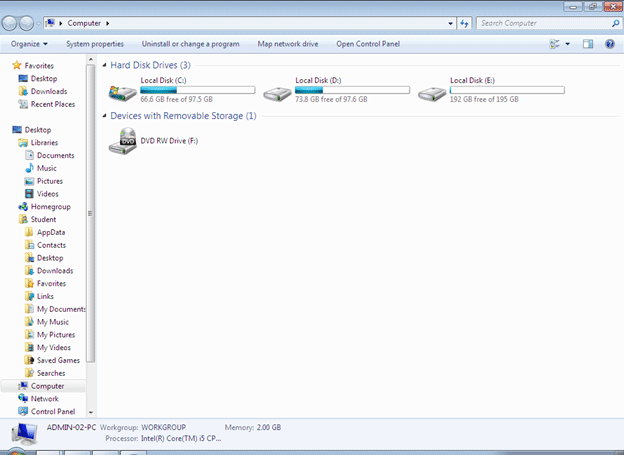 Computer
Search Computer
Organize
System properties
Uninstall or change a program
Map network drive
Open Control Panel
Favorites
Desktop
Downloads
Recent Places
Desktop
Libraries
Documents
Music
Pictures
Videos
Homegroup
Student
AppData
Contacts
Desktop
Downloads
Favorites
Links
My Documents
My Music
My Pictures
My Videos
Saved Games
Searches
Computer
Network
Control Panel
Hard Disk Drives (3)
Local Disk (C:)
66.6 GB free of 97.5 GB
Local Disk (D:)
73.8 GB free of 97.6 GB
Local Disk (E:)
192 GB free of 195 GB
Devices with Removable Storage (1)
DVD
DVD RW Drive (F:)
ADMIN-02-PC Workgroup: WORKGROUP Memory: 2.00 GB
Processor: Intel(R) Core(TM) i5 CP...